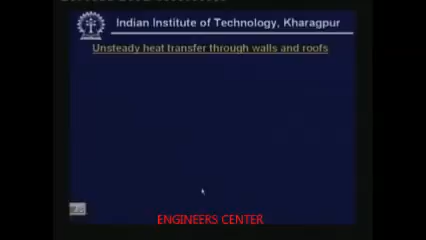 Indian Institute of Technology, Kharagpur
Unsteady heat transfer through walls and roofs
ENGINEERS CENTER